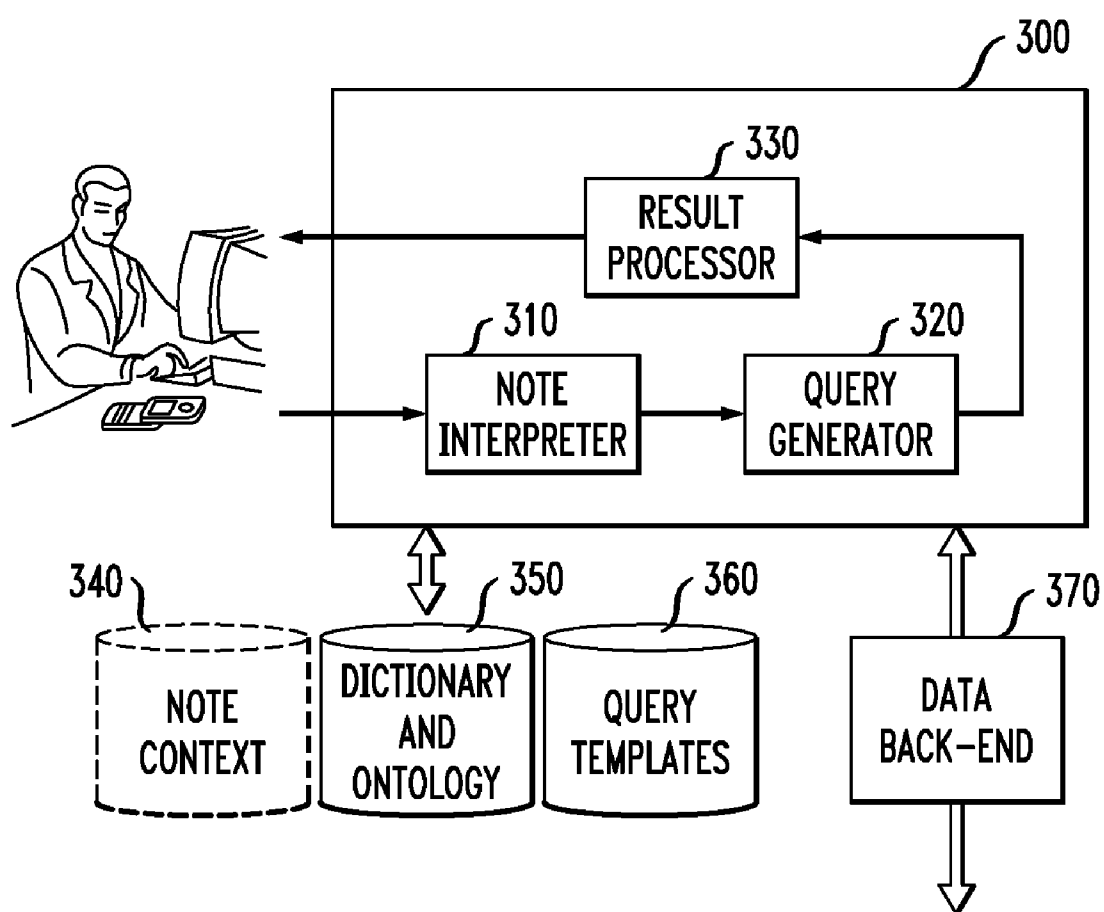 300
330
RESULT
PROCESSOR
310
320
NOTE
INTERPRETER
QUERY
GENERATOR
340
350
360
370
NOTE
CONTEXT
DICTIONARY
AND
ONTOLOGY
QUERY
TEMPLATES
DATA
BACK-END